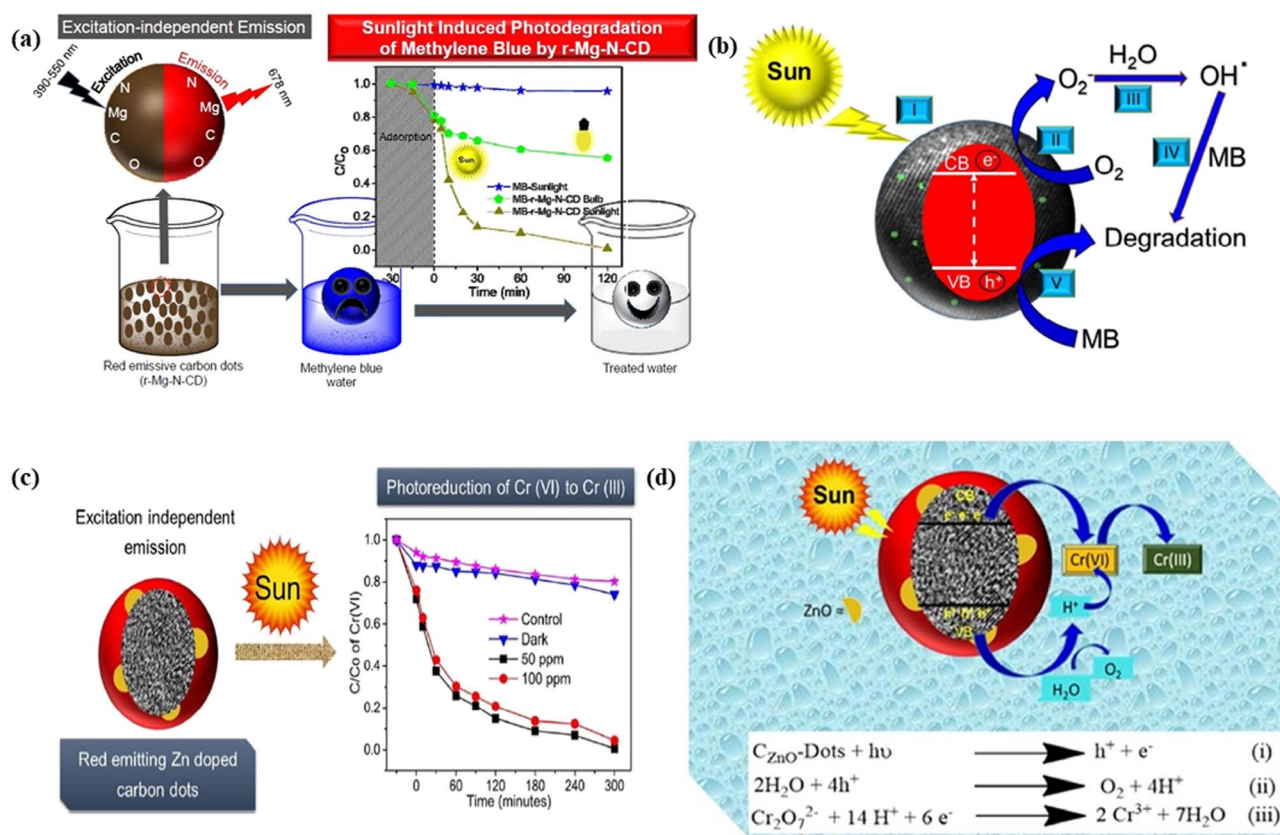 (a)
Excitation-independent Emission
390-550 nm
Excitation
Emission
678 nm
N
N
Mg
Mg
C
C
O
O
Red emissive carbon dots
(r-Mg-N-CD)
Sunlight Induced Photodegradation
of Methylene Blue by r-Mg-N-CD
C/C0
1.0
0.8
0.6
0.4
0.2
0.0
Adsorption
Sun
MB-Sunlight
MB-r-Mg-N-CD Bulb
MB-r-Mg-N-CD Sunlight
-30 0 30 60 90 120
Time (min)
Methylene blue
water
Treated water
(b)
Sun
I
CB e-
VB h+
II
O2-
H2O
III
OH•
O2
IV
MB
Degradation
V
MB
(c)
Excitation independent
emission
Sun
Red emitting Zn doped
carbon dots
Photoreduction of Cr (VI) to Cr (III)
C/Co of Cr(VI)
1.0
0.8
0.6
0.4
0.2
0.0
Control
Dark
50 ppm
100 ppm
0 60 120 180 240 300
Time (minutes)
(d)
Sun
CB
e- e- e-
h+ h+ h+
VB
ZnO =
Cr(VI)
Cr(III)
H+
H2O
O2
CZnO-Dots + hυ h+ + e- (i)
2H2O + 4h+ O2 + 4H+ (ii)
Cr2O72- + 14 H+ + 6 e- 2 Cr3+ + 7H2O (iii)